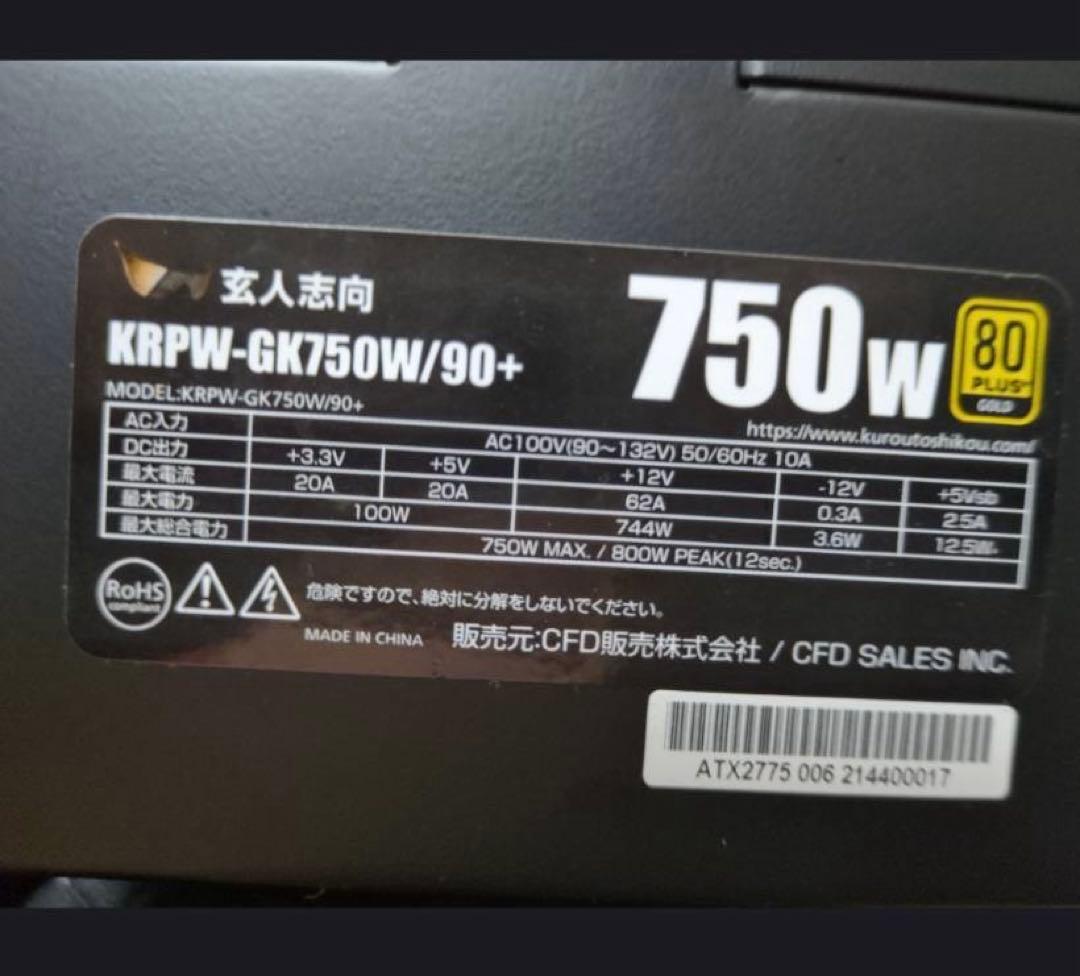 玄人志向
KRPW-GK750W/90+
750W
80
PLUS
GOLD
MODEL:KRPW-GK750W/90+
https://www.kuroutoshikou.com/
AC入力 AC100V(90~132V) 50/60Hz 10A
DC出力 +3.3V +5V +12V -12V +5Vsb
最大電流 20A 20A 62A 0.3A 2.5A
最大電力 100W 744W 3.6W 12.5W
最大総合電力 750W MAX. / 800W PEAK(12sec.)
RoHS
compliant
危険ですので、絶対に分解をしないでください。
MADE IN CHINA 販売元:CFD販売株式会社 / CFD SALES INC.
ATX2775 006 214400017